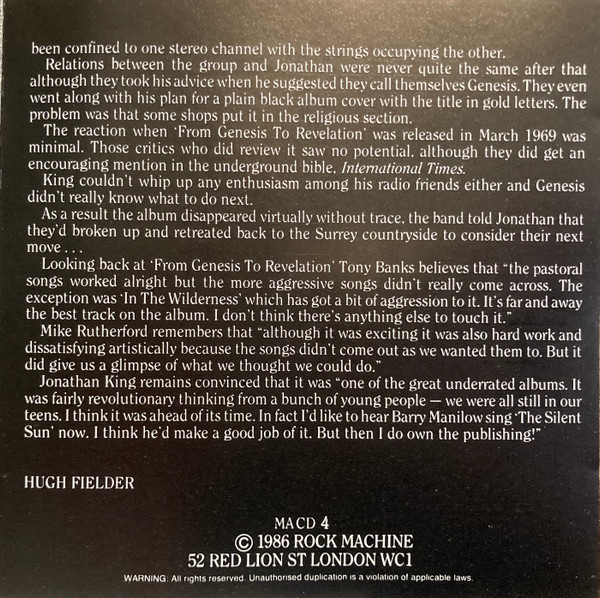 been confined to one stereo channel with the strings occupying the other.
Relations between the group and Jonathan were never quite the same after that
although they took his advice when he suggested they call themselves Genesis. They even
went along with his plan for a plain black album cover with the title in gold letters. The
problem was that some shops put it in the religious section.
The reaction when ‘From Genesis To Revelation’ was released in March 1969 was
minimal. Those critics who did review it saw no potential, although they did get an
encouraging mention in the underground bible, International Times.
King couldn’t whip up any enthusiasm among his radio friends either and Genesis
didn’t really know what to do next.
As a result the album disappeared virtually without trace, the band told Jonathan that
they’d broken up and retreated back to the Surrey countryside to consider their next
move . . .
Looking back at ‘From Genesis To Revelation’ Tony Banks believes that “the pastoral
songs worked alright but the more aggressive songs didn’t really come across. The
exception was ‘In The Wilderness’ which has got a bit of aggression to it. It’s far and away
the best track on the album. I don’t think there’s anything else to touch it.”
Mike Rutherford remembers that “although it was exciting it was also hard work and
dissatisfying artistically because the songs didn’t come out as we wanted them to. But it
did give us a glimpse of what we thought we could do.”
Jonathan King remains convinced that it was “one of the great underrated albums. It
was fairly revolutionary thinking from a bunch of young people — we were all still in our
teens. I think it was ahead of its time. In fact I’d like to hear Barry Manilow sing ‘The Silent
Sun’ now. I think he’d make a good job of it. But then I do own the publishing!”
HUGH FIELDER
MA CD 4
© 1986 ROCK MACHINE
52 RED LION ST LONDON WC1
WARNING: All rights reserved. Unauthorised duplication is a violation of applicable laws.